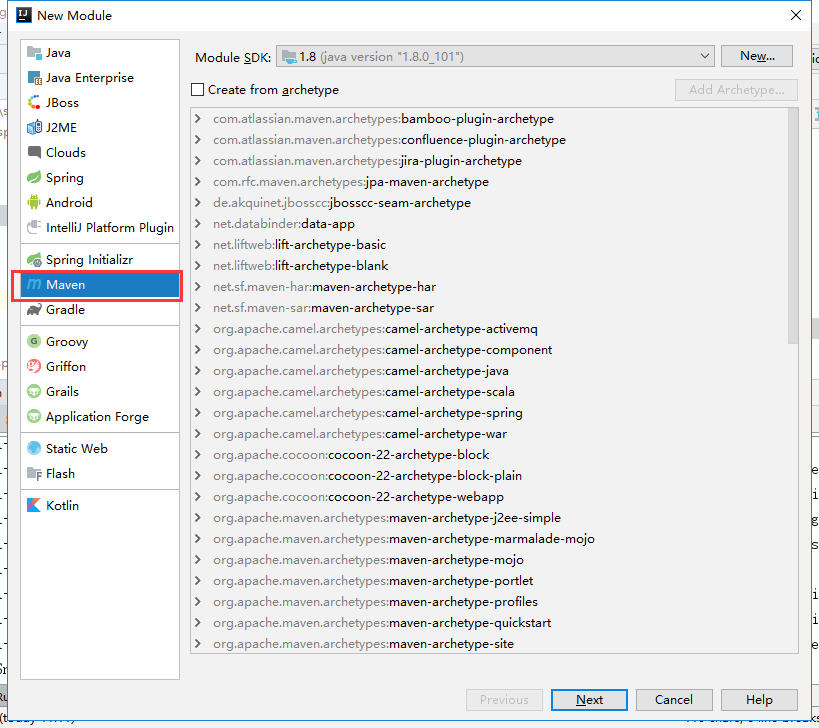 New Module
Java
Java Enterprise
JBoss
J2ME
Clouds
Spring
Android
IntelliJ Platform Plugin
Spring Initializr
Maven
Gradle
Groovy
Griffon
Grails
Application Forge
Static Web
Flash
Kotlin
Module SDK: 1.8 (java version "1.8.0_101") New...
Create from archetype Add Archetype...
com.atlassian.maven.archetypes:bamboo-plugin-archetype
com.atlassian.maven.archetypes:confluence-plugin-archetype
com.atlassian.maven.archetypes:jira-plugin-archetype
com.rfc.maven.archetypes:jpa-maven-archetype
de.akquinet.jbosscc:jbosscc-seam-archetype
net.databinder:data-app
net.liftweb:lift-archetype-basic
net.liftweb:lift-archetype-blank
net.sf.maven-har:maven-archetype-har
net.sf.maven-sar:maven-archetype-sar
org.apache.camel.archetypes:camel-archetype-activemq
org.apache.camel.archetypes:camel-archetype-component
org.apache.camel.archetypes:camel-archetype-java
org.apache.camel.archetypes:camel-archetype-scala
org.apache.camel.archetypes:camel-archetype-spring
org.apache.camel.archetypes:camel-archetype-war
org.apache.cocoon:cocoon-22-archetype-block
org.apache.cocoon:cocoon-22-archetype-block-plain
org.apache.cocoon:cocoon-22-archetype-webapp
org.apache.maven.archetypes:maven-archetype-j2ee-simple
org.apache.maven.archetypes:maven-archetype-marmalade-mojo
org.apache.maven.archetypes:maven-archetype-mojo
org.apache.maven.archetypes:maven-archetype-portlet
org.apache.maven.archetypes:maven-archetype-profiles
org.apache.maven.archetypes:maven-archetype-quickstart
org.apache.maven.archetypes:maven-archetype-site
Previous Next Cancel Help